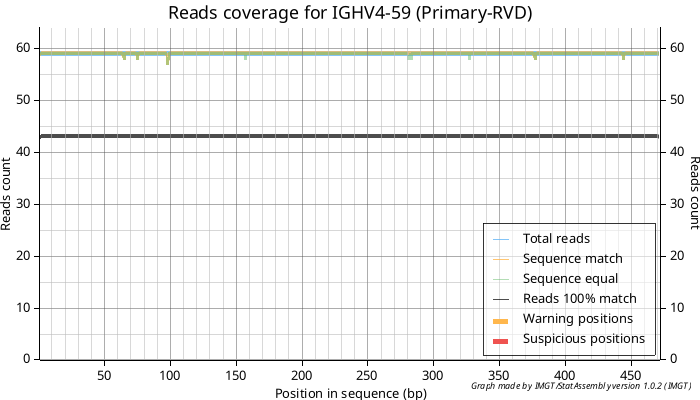 Reads coverage for IGHV4-59 (Primary-RVD)
60 60
50 50
40 40
30 30
20 20
10 10
0 0
Reads count
Reads count
Total reads
Sequence match
Sequence equal
Reads 100% match
Warning positions
Suspicious positions
50 100 150 200 250 300 350 400 450
Position in sequence (bp)
Graph made by IMGT/StatAssembly version 1.0.2 (IMGT)